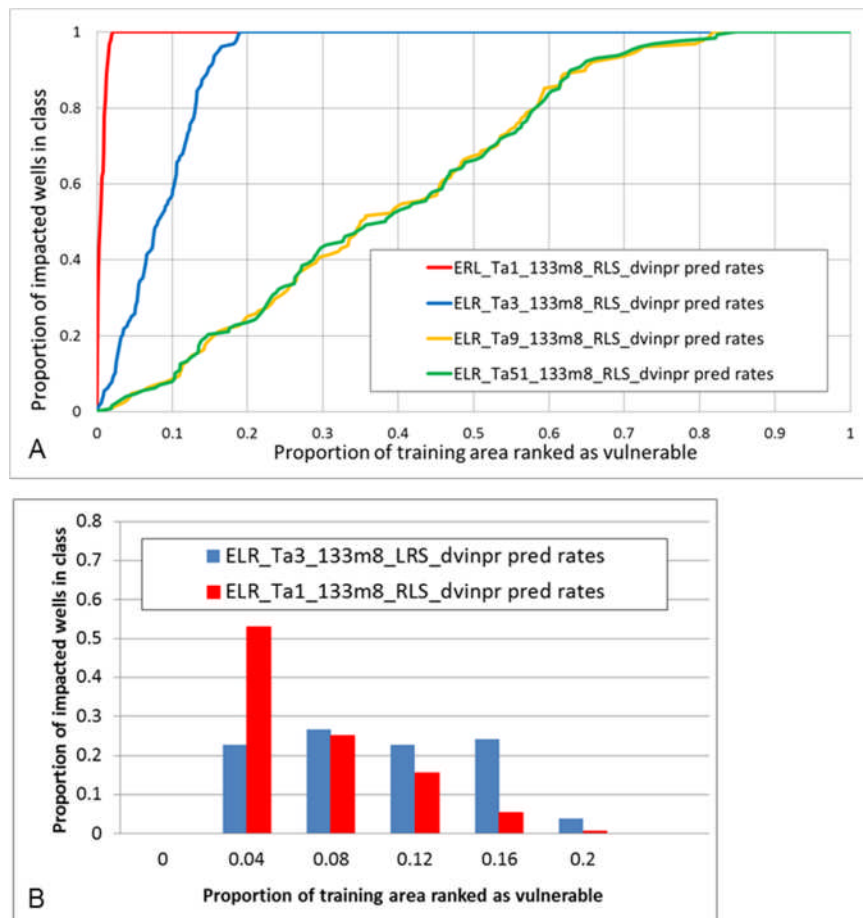 1
0.8
0.6
0.4
0.2
0
Proportion of impacted wells in class
ERL_Ta1_133m8_RLS_dvinpr pred rates
ELR_Ta3_133m8_RLS_dvinpr pred rates
ELR_Ta9_133m8_RLS_dvinpr pred rates
ELR_Ta51_133m8_RLS_dvinpr pred rates
0 0.1 0.2 0.3 0.4 0.5 0.6 0.7 0.8 0.9 1
Proportion of training area ranked as vulnerable
A
0.8
0.7
0.6
0.5
0.4
0.3
0.2
0.1
0
Proportion of impacted wells in class
ELR_Ta3_133m8_LRS_dvinpr pred rates
ELR_Ta1_133m8_RLS_dvinpr pred rates
0 0.04 0.08 0.12 0.16 0.2
Proportion of training area ranked as vulnerable
B